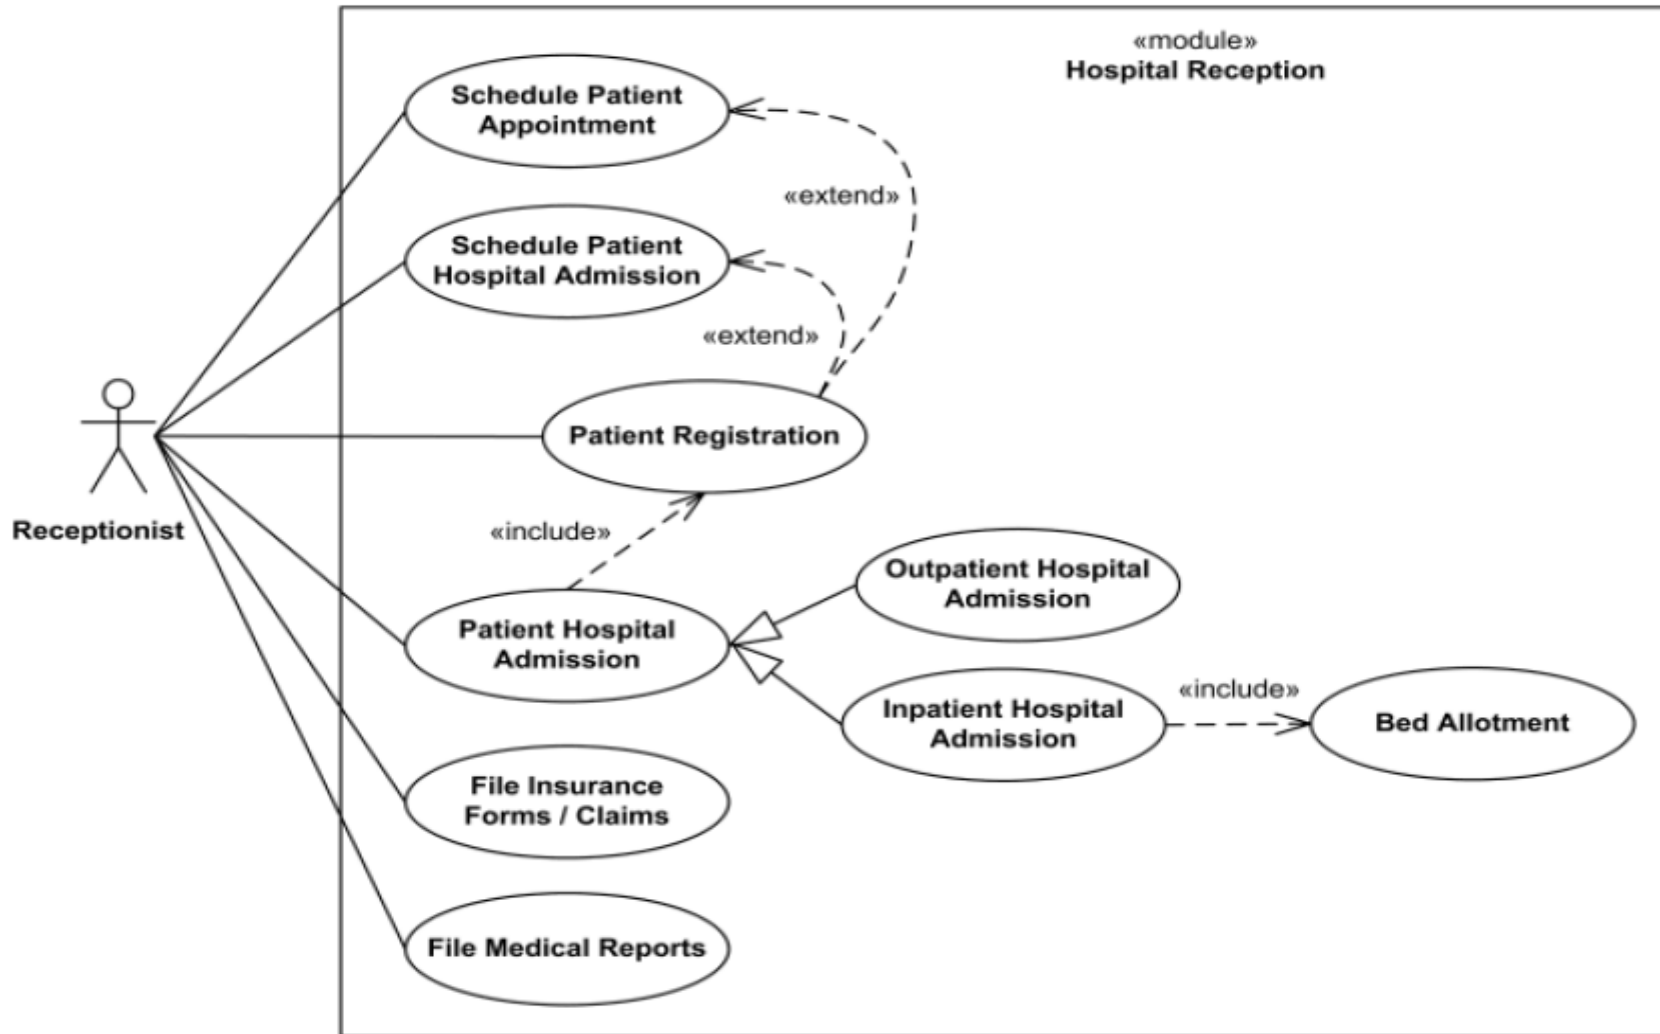 «module»
Hospital Reception
Schedule Patient
Appointment
«extend»
Schedule Patient
Hospital Admission
«extend»
Patient Registration
Receptionist
«include»
Outpatient Hospital
Admission
Patient Hospital
Admission
«include»
Inpatient Hospital
Admission
Bed Allotment
File Insurance
Forms / Claims
File Medical Reports